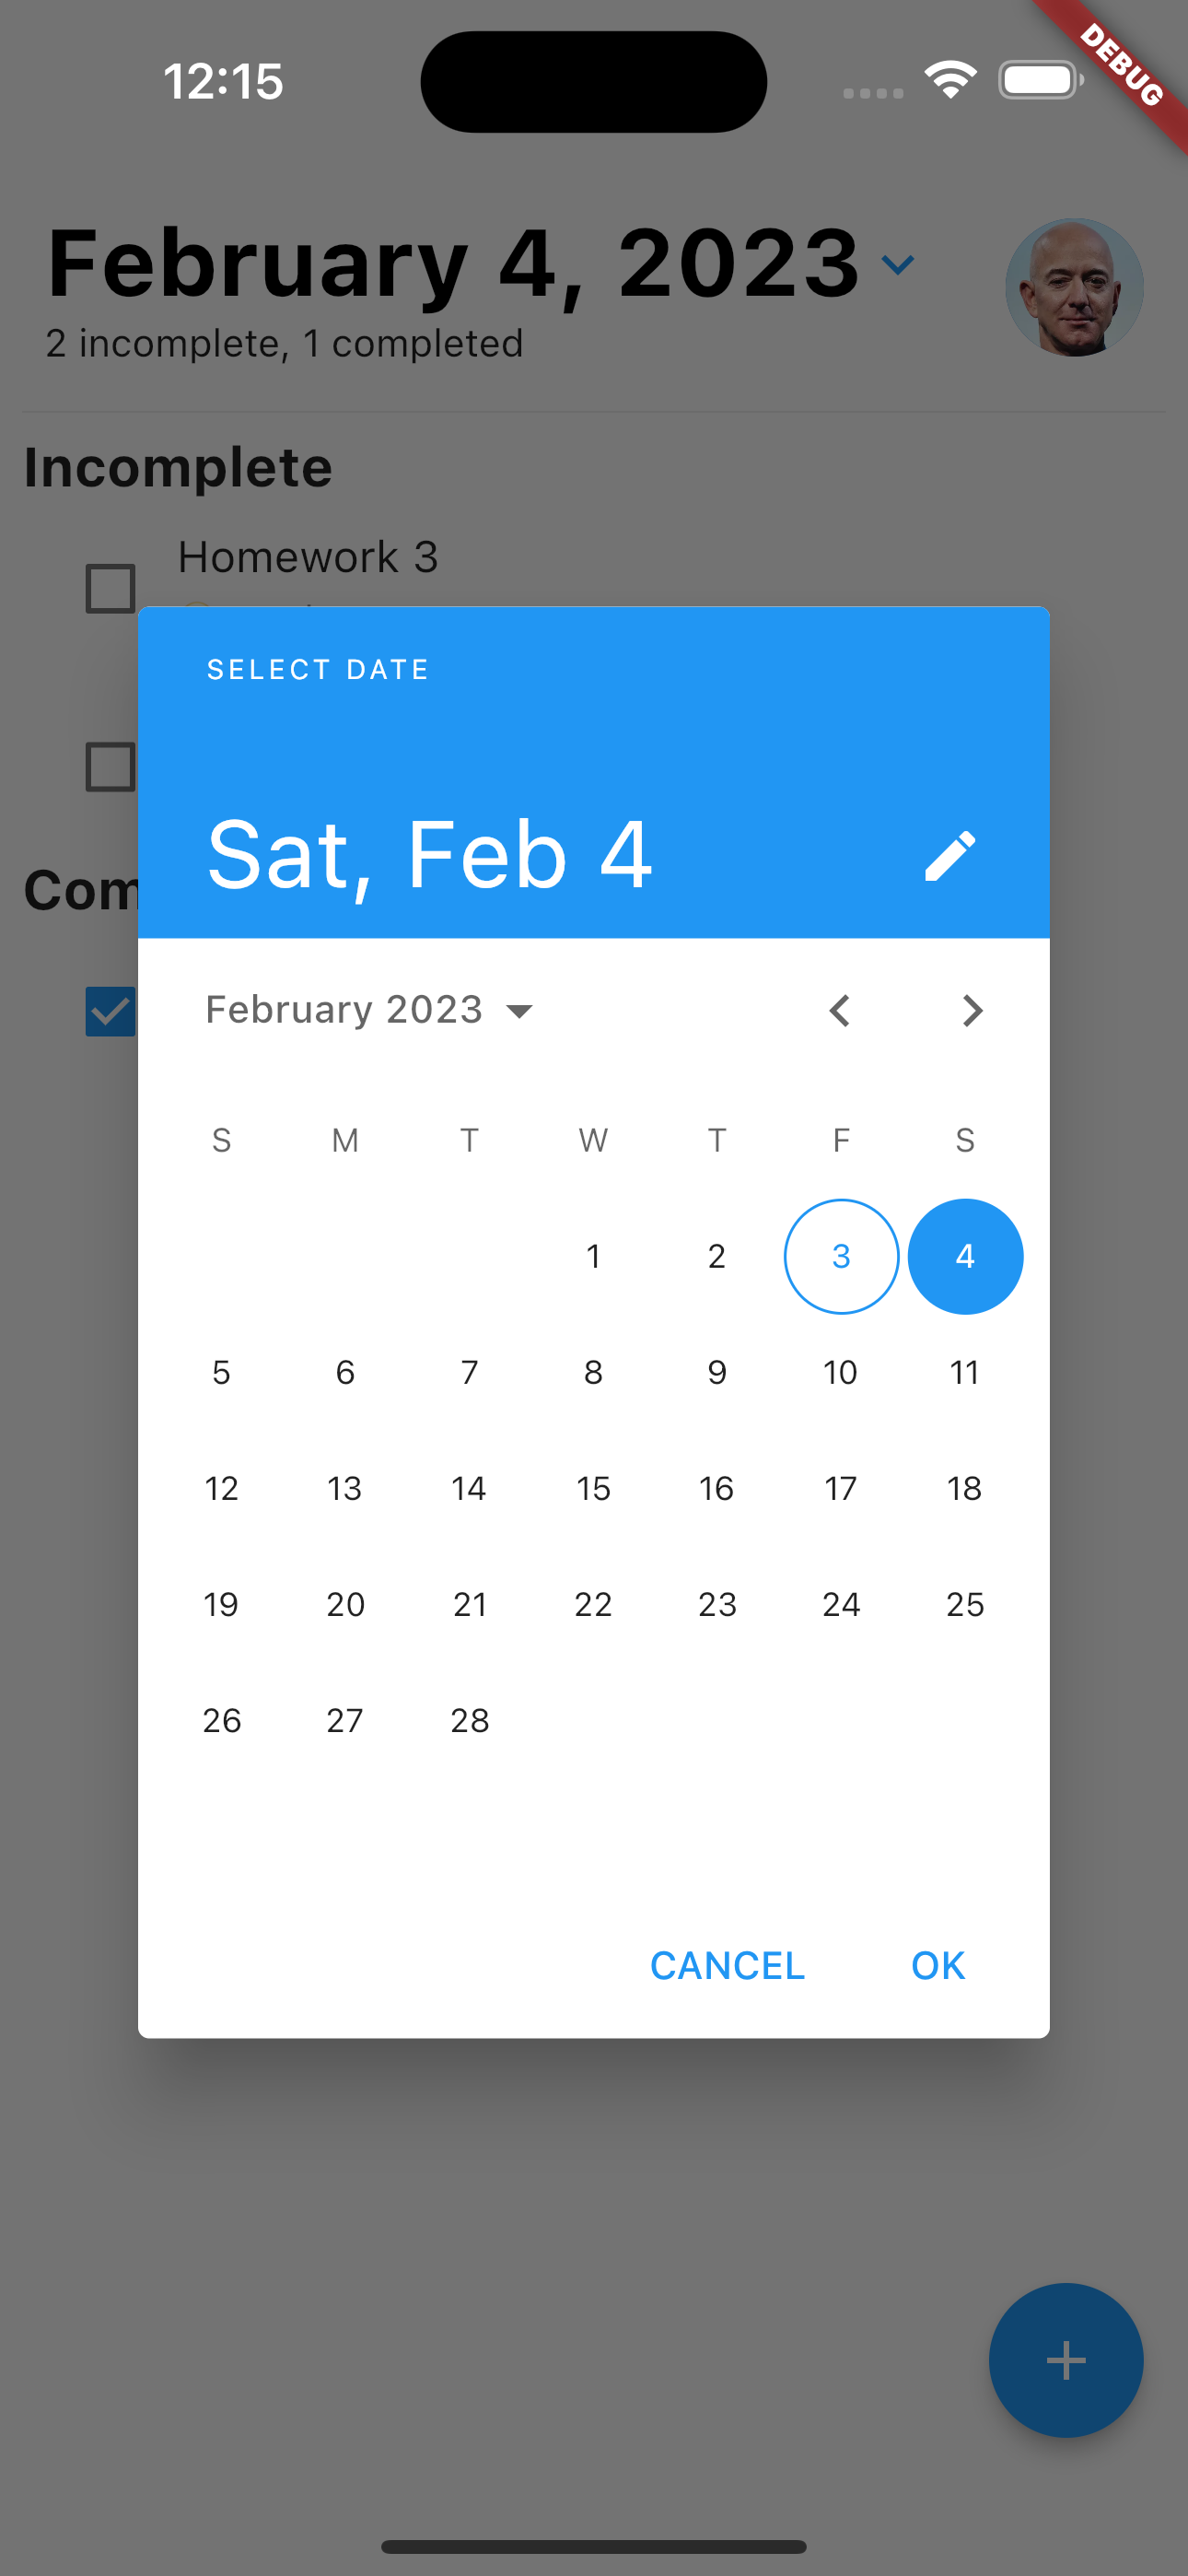 12:15
DEBUG
February 4, 2023
2 incomplete, 1 completed
Incomplete
Homework 3
SELECT DATE
Sat, Feb 4
Com
February 2023
S M T W T F S
1 2 3 4
5 6 7 8 9 10 11
12 13 14 15 16 17 18
19 20 21 22 23 24 25
26 27 28
CANCEL OK